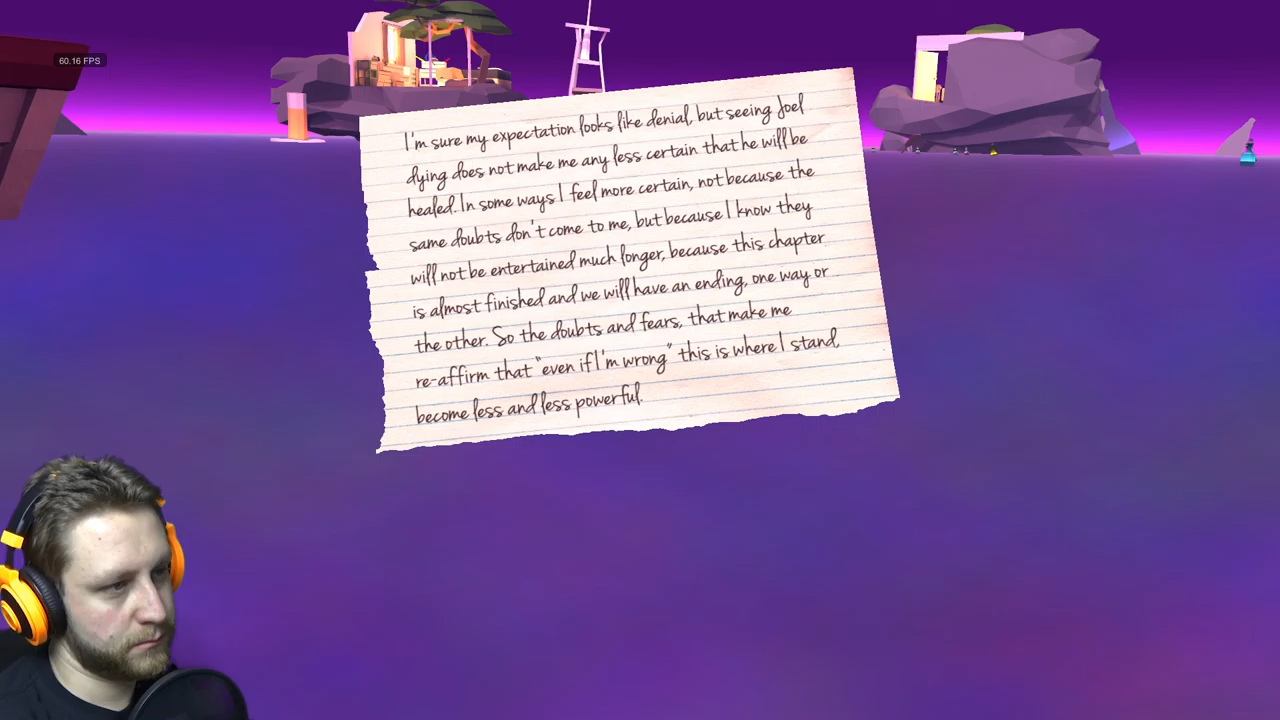 60.16 FPS
I'm sure my expectation looks like denial, but seeing Joel
dying does not make me any less certain that he will be
healed. In some ways I feel more certain, not because the
same doubts don't come to me, but because I know they
will not be entertained much longer, because this chapter
is almost finished and we will have an ending, one way or
the other. So the doubts and fears, that make me
re-affirm that "even if I'm wrong" this is where I stand,
become less and less powerful.